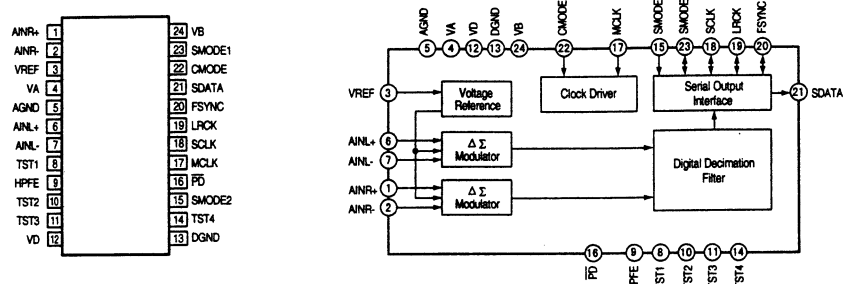 AINR+ 1
AINR- 2
VREF 3
VA 4
AGND 5
AINL+ 6
AINL- 7
TST1 8
HPFE 9
TST2 10
TST3 11
VD 12
24 VB
23 SMODE1
22 CMODE
21 SDATA
20 FSYNC
19 LRCK
18 SCLK
17 MCLK
16 PD
15 SMODE2
14 TST4
13 DGND
AGND VA VD DGND VB CMODE MCLK SMODE SMODE SCLK LRCK FSYNC
5 4 12 13 24 22 17 15 23 18 19 20
VREF 3
Voltage
Reference
Clock Driver
Serial Output
Interface
21 SDATA
AINL+ 6
AINL- 7
Δ Σ
Modulator
Digital Decimation
Filter
AINR+ 1
AINR- 2
Δ Σ
Modulator
16 9 8 10 11 14
PD PFE ST1 ST2 ST3 ST4